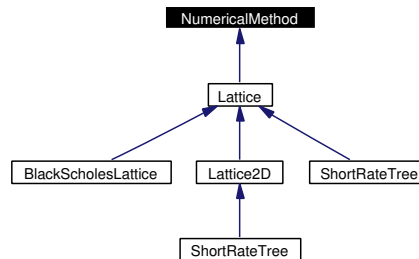 NumericalMethod
Lattice
BlackScholesLattice
Lattice2D
ShortRateTree
ShortRateTree